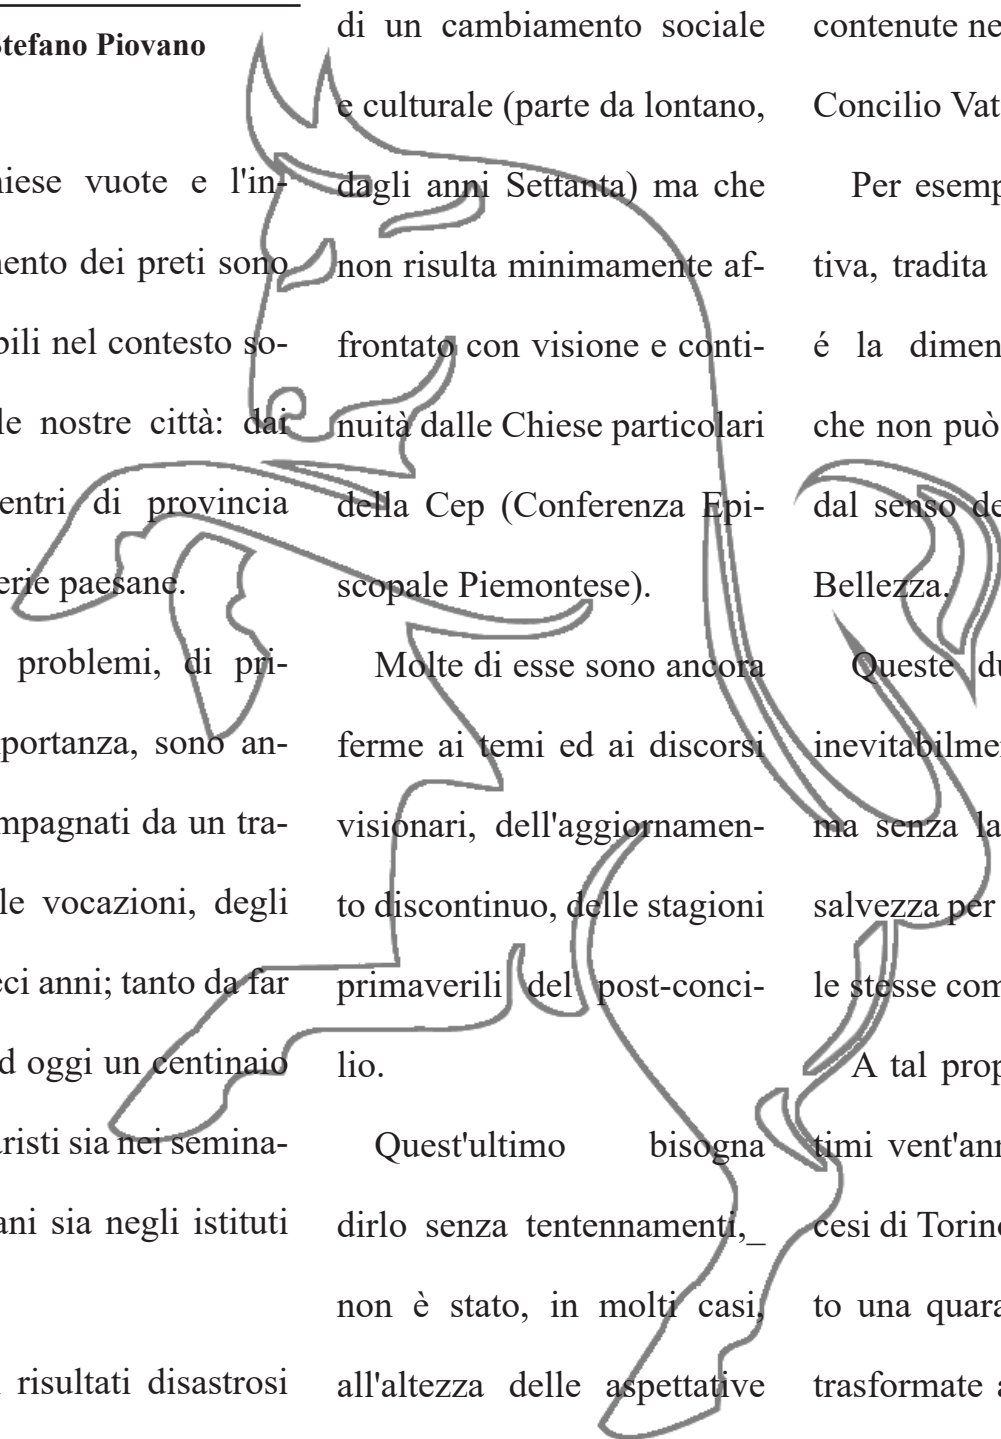 Stefano Piovano
hiese vuote e l'in-
mento dei preti sono
bili nel contesto so-
le nostre città: dai
entri di provincia
erie paesane.
problemi, di pri-
portanza, sono an-
mpagnati da un tra-
le vocazioni, degli
eci anni; tanto da far
d oggi un centinaio
aristi sia nei semina-
ani sia negli istituti
risultati disastrosi
di un cambiamento sociale
e culturale (parte da lontano,
dagli anni Settanta) ma che
non risulta minimamente af-
frontato con visione e conti-
nuità dalle Chiese particolari
della Cep (Conferenza Epi-
scopale Piemontese).
Molte di esse sono ancora
ferme ai temi ed ai discorsi
visionari, dell'aggiornamen-
to discontinuo, delle stagioni
primaverili del post-conci-
lio.
Quest'ultimo bisogna
dirlo senza tentennamenti,_
non è stato, in molti casi,
all'altezza delle aspettative
contenute ne
Concilio Vat
Per esemp
tiva, tradita
é la dimen
che non può
dal senso de
Bellezza.
Queste du
inevitabilme
ma senza la
salvezza per
le stesse com
A tal prop
timi vent'ann
cesi di Torino
to una quara
trasformate a